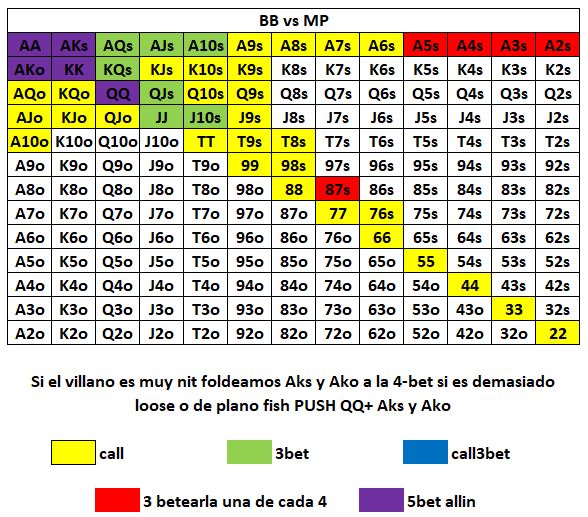 BB vs MP
AA AKs AQs AJs A10s A9s A8s A7s A6s A5s A4s A3s A2s
AKo KK KQs KJs K10s K9s K8s K7s K6s K5s K4s K3s K2s
AQo KQo QQ QJs Q10s Q9s Q8s Q7s Q6s Q5s Q4s Q3s Q2s
AJo KJo QJo JJ J10s J9s J8s J7s J6s J5s J4s J3s J2s
A10o K10o Q10o J10o TT T9s T8s T7s T6s T5s T4s T3s T2s
A9o K9o Q9o J9o T9o 99 98s 97s 96s 95s 94s 93s 92s
A8o K8o Q8o J8o T8o 98o 88 87s 86s 85s 84s 83s 82s
A7o K7o Q7o J7o T7o 97o 87o 77 76s 75s 74s 73s 72s
A6o K6o Q6o J6o T6o 96o 86o 76o 66 65s 64s 63s 62s
A5o K5o Q5o J5o T5o 95o 85o 75o 65o 55 54s 53s 52s
A4o K4o Q4o J4o T4o 94o 84o 74o 64o 54o 44 43s 42s
A3o K3o Q3o J3o T3o 93o 83o 73o 63o 53o 43o 33 32s
A2o K2o Q2o J2o T2o 92o 82o 72o 62o 52o 42o 32o 22
Si el villano es muy nit foldeamos Aks y Ako a la 4-bet si es demasiado
loose o de plano fish PUSH QQ+ Aks y Ako
call 3bet call3bet
3 betearla una de cada 4 5bet allin